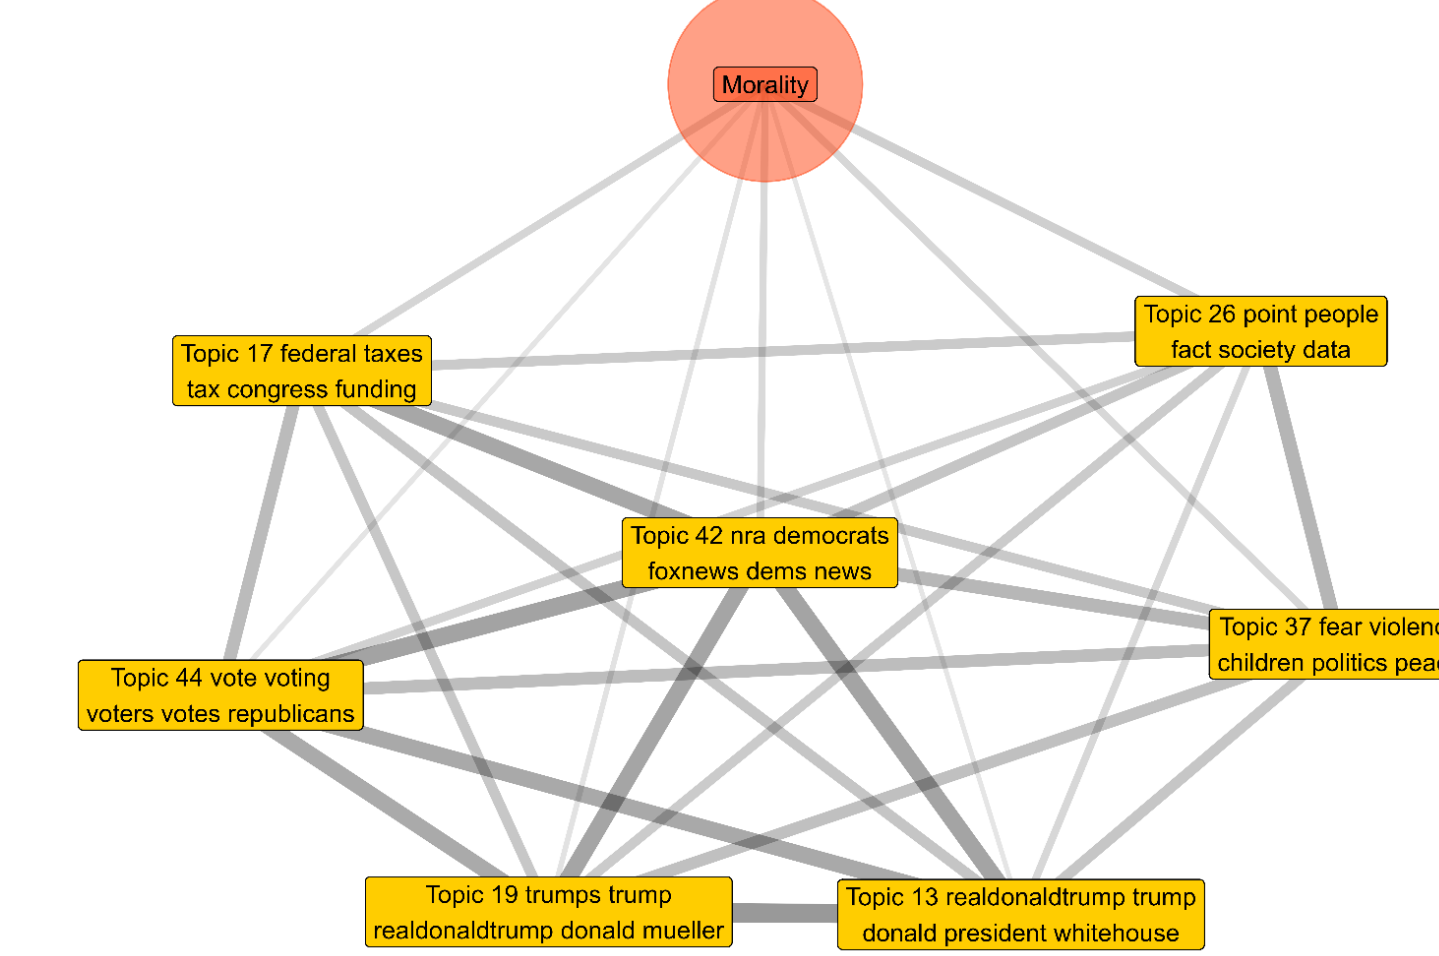 Morality
Topic 26 point people
fact society data
Topic 17 federal taxes
tax congress funding
Topic 42 nra democrats
foxnews dems news
Topic 37 fear
children politics
Topic 44 vote voting
voters votes republicans
Topic 19 trumps trump
realdonaldtrump donald mueller
Topic 13 realdonaldtrump trump
donald president whitehouse